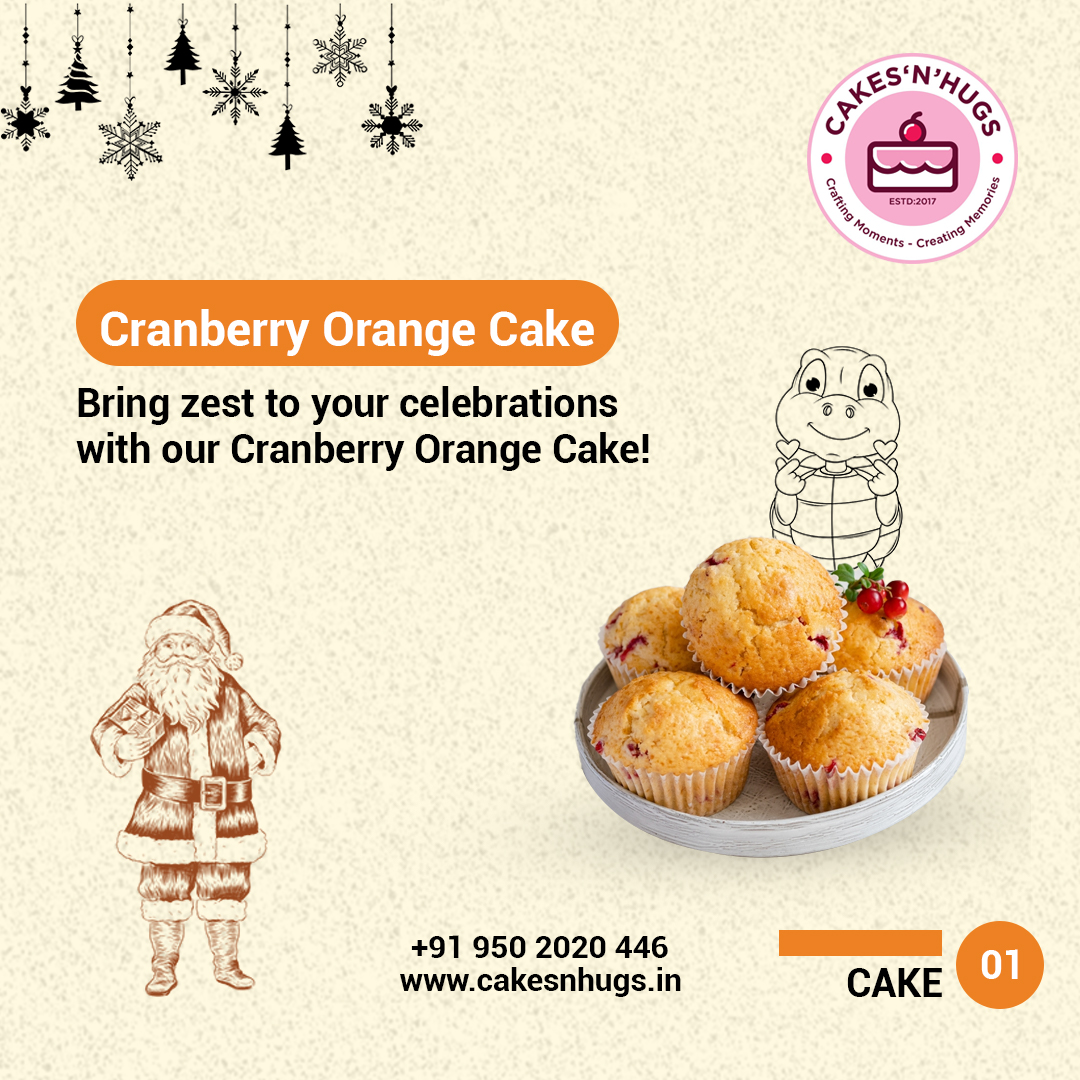 CAKES‘N’HUGS
ESTD:2017
Crafting Moments - Creating Memories
Cranberry Orange Cake
Bring zest to your celebrations
with our Cranberry Orange Cake!
+91 950 2020 446
www.cakesnhugs.in
CAKE
01